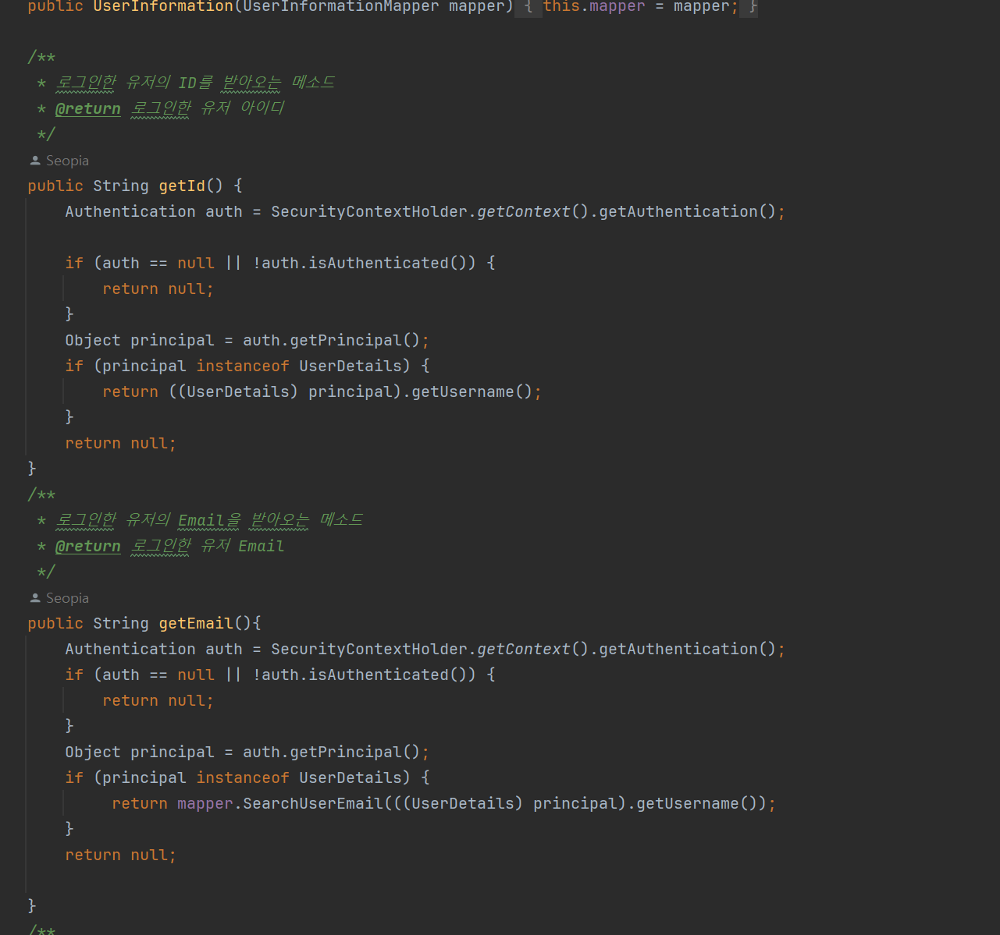 public UserInformation(UserInformationMapper mapper) { this.mapper = mapper; }
/**
* 로그인한 유저의 ID를 받아오는 메소드
* @return 로그인한 유저 아이디
*/
Seopia
public String getId() {
Authentication auth = SecurityContextHolder.getContext().getAuthentication();
if (auth == null || !auth.isAuthenticated()) {
return null;
}
Object principal = auth.getPrincipal();
if (principal instanceof UserDetails) {
return ((UserDetails) principal).getUsername();
}
return null;
}
/**
* 로그인한 유저의 Email을 받아오는 메소드
* @return 로그인한 유저 Email
*/
Seopia
public String getEmail(){
Authentication auth = SecurityContextHolder.getContext().getAuthentication();
if (auth == null || !auth.isAuthenticated()) {
return null;
}
Object principal = auth.getPrincipal();
if (principal instanceof UserDetails) {
return mapper.SearchUserEmail(((UserDetails) principal).getUsername());
}
return null;
}
/**